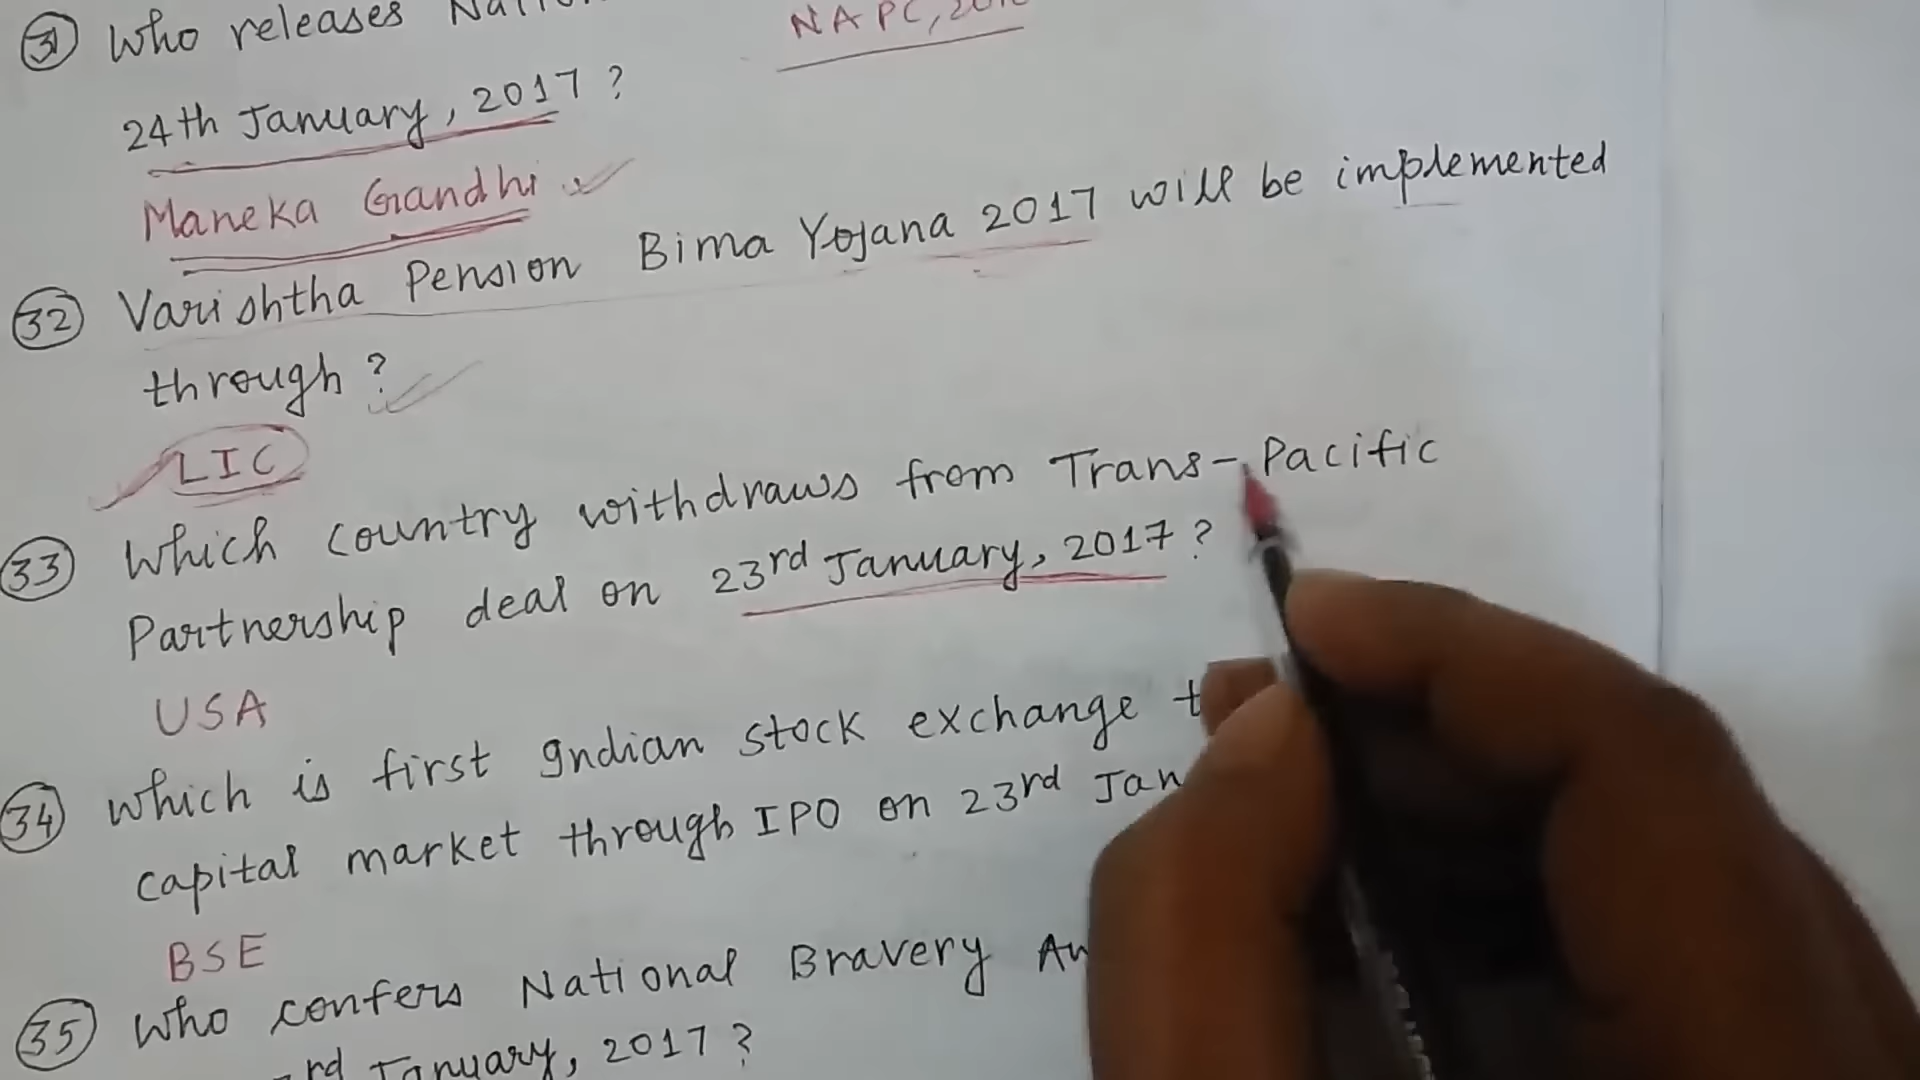 31 Who releases
NAPC,
24th January, 2017 ?
Maneka Gandhi
32 Varishtha Pension Bima Yojana 2017 will be implemented
through ?
LIC
33 Which country withdraws from Trans-Pacific
Partnership deal on 23rd January, 2017 ?
USA
34 Which is first Indian stock exchange
capital market through IPO on 23rd Jan
BSE
35 Who confers National Bravery
rd January, 2017 ?